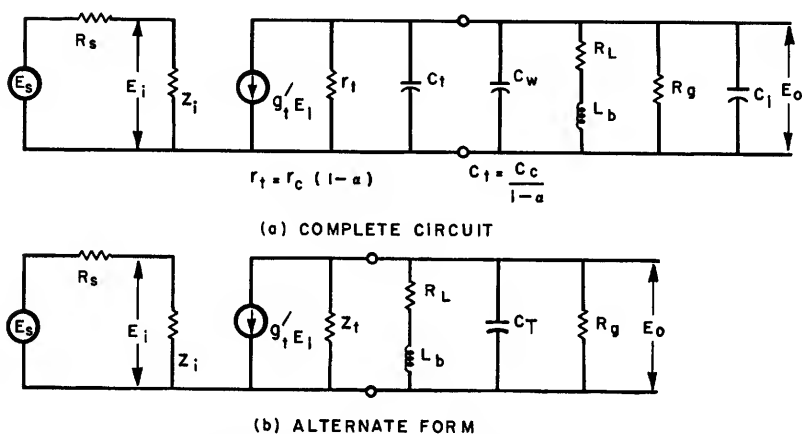 Rs
Es
Ei
Zi
g't E1
rt
Ct
Cw
RL
Lb
Rg
C1
Eo
rt = rc (1-α)
Ct = Cc / 1-α
(a) COMPLETE CIRCUIT
Rs
Es
Ei
Zi
g't E1
Zt
RL
Lb
CT
Rg
Eo
(b) ALTERNATE FORM